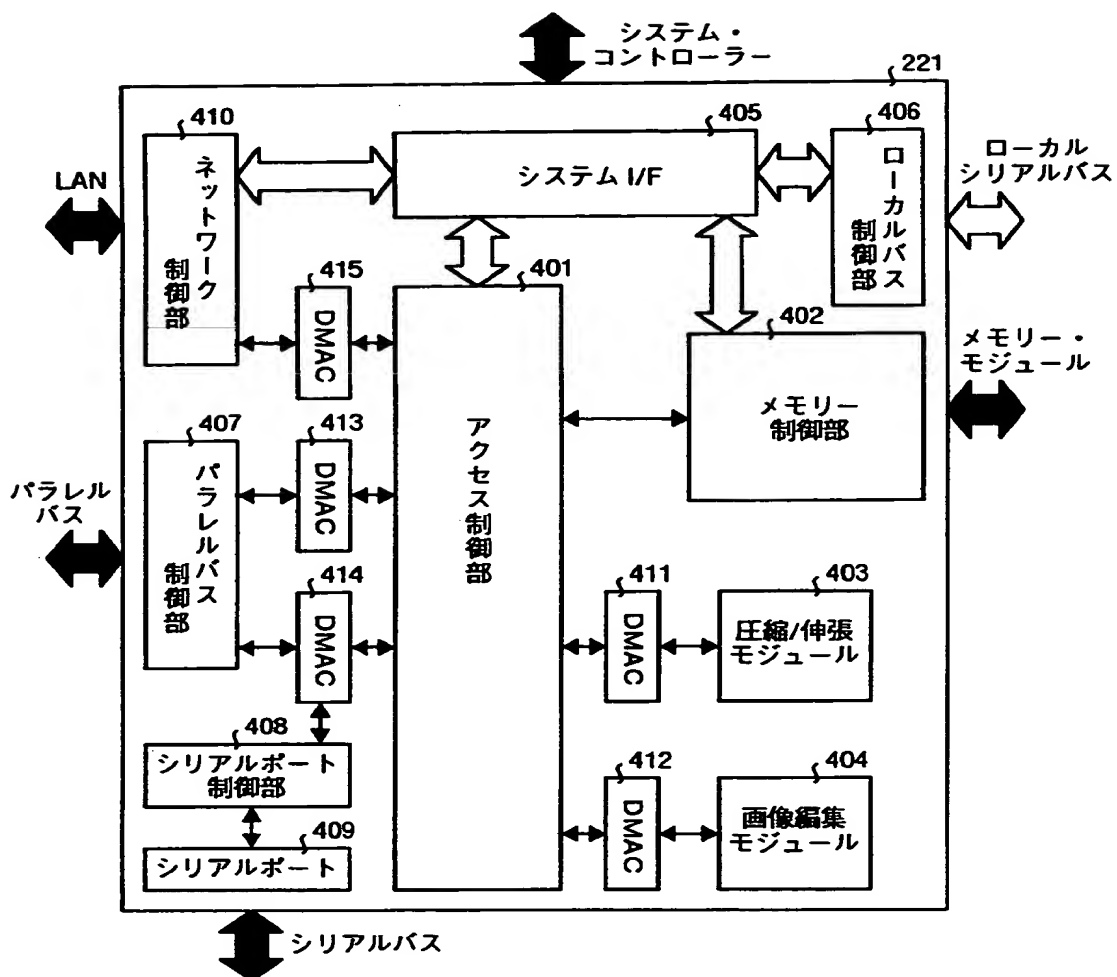 システム・
コントローラー
221
410
ネットワーク
制御部
405
システム I/F
406
ローカルバス
制御部
LAN
ローカル
シリアルバス
415
DMAC
401
アクセス制御部
402
メモリー
制御部
メモリー・
モジュール
407
パラレルバス
制御部
413
DMAC
パラレル
バス
414
DMAC
411
DMAC
403
圧縮/伸張
モジュール
408
シリアルポート
制御部
412
DMAC
404
画像編集
モジュール
409
シリアルポート
シリアルバス